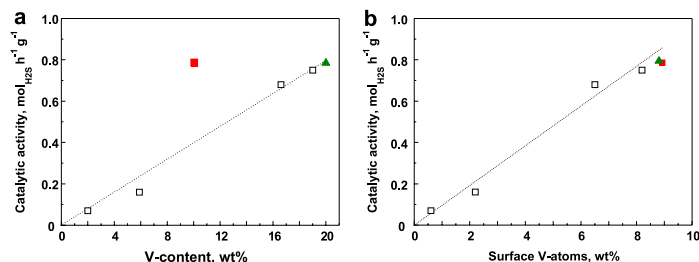 a
Catalytic activity, mol_H2S h^-1 g^-1
1.0
0.8
0.6
0.4
0.2
0
0 4 8 12 16 20
V-content, wt%
b
Catalytic activity, mol_H2S h^-1 g^-1
1.0
0.8
0.6
0.4
0.2
0
0 2 4 6 8 10
Surface V-atoms, wt%